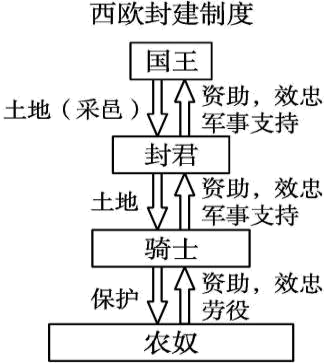 西欧封建制度
国王
土地（采邑）
资助，效忠
军事支持
封君
土地
资助，效忠
军事支持
骑士
保护
资助，效忠
劳役
农奴